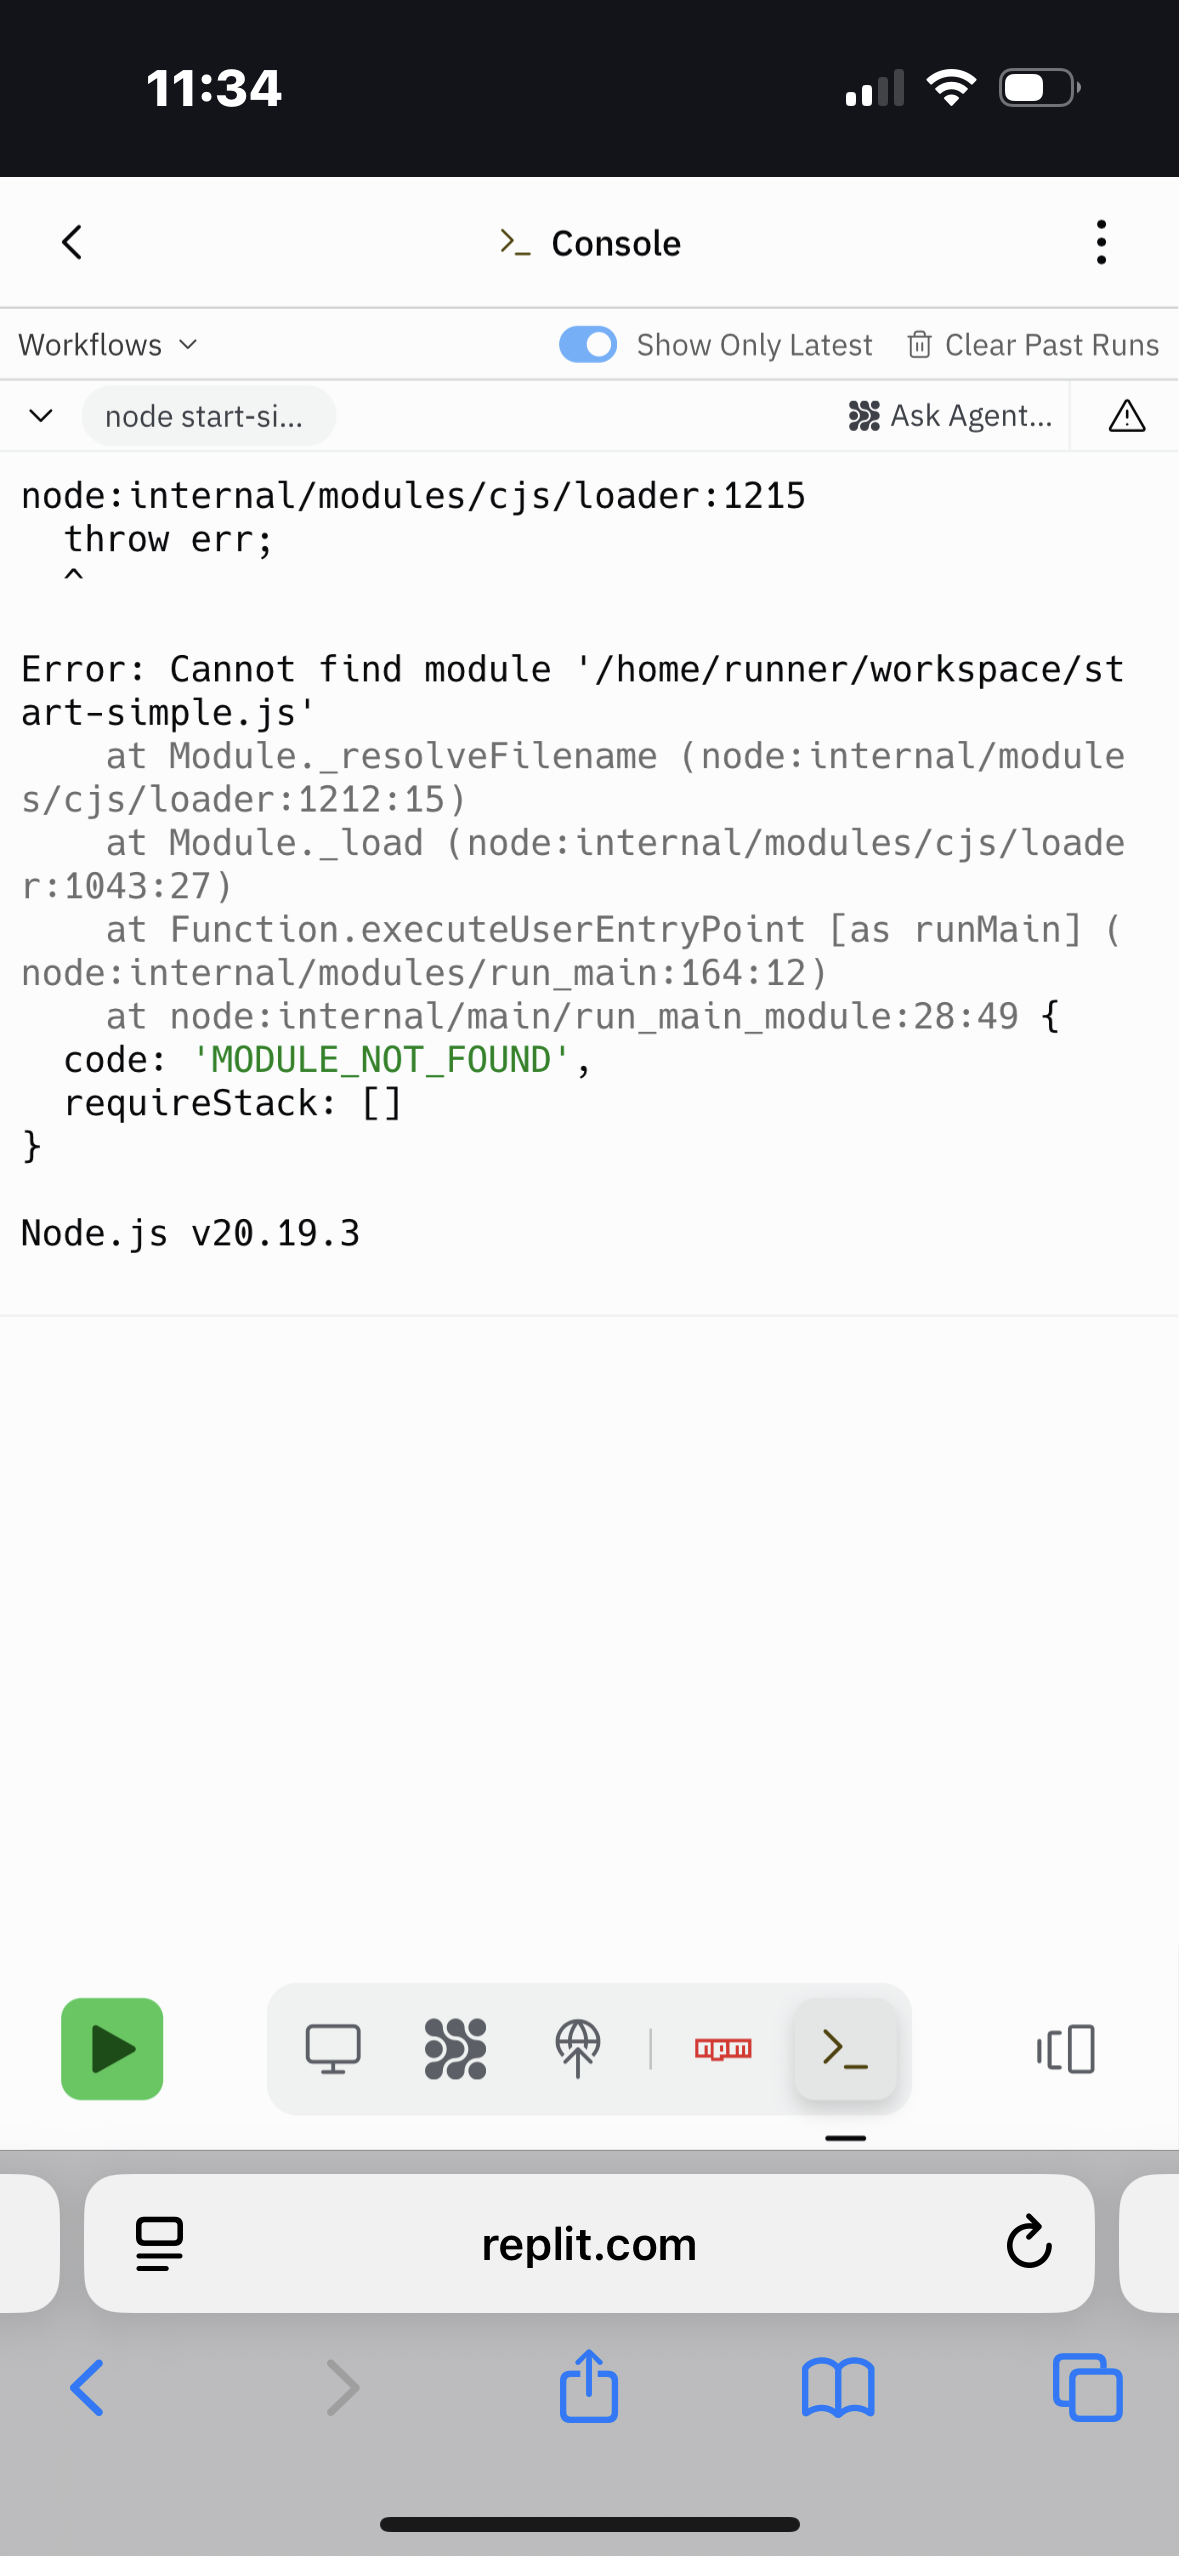 11:34
>_ Console
Workflows
Show Only Latest
Clear Past Runs
node start-si...
Ask Agent...
node:internal/modules/cjs/loader:1215
  throw err;
  ^

Error: Cannot find module '/home/runner/workspace/st
art-simple.js'
    at Module._resolveFilename (node:internal/module
s/cjs/loader:1212:15)
    at Module._load (node:internal/modules/cjs/loade
r:1043:27)
    at Function.executeUserEntryPoint [as runMain] (
node:internal/modules/run_main:164:12)
    at node:internal/main/run_main_module:28:49 {
  code: 'MODULE_NOT_FOUND',
  requireStack: []
}

Node.js v20.19.3
replit.com